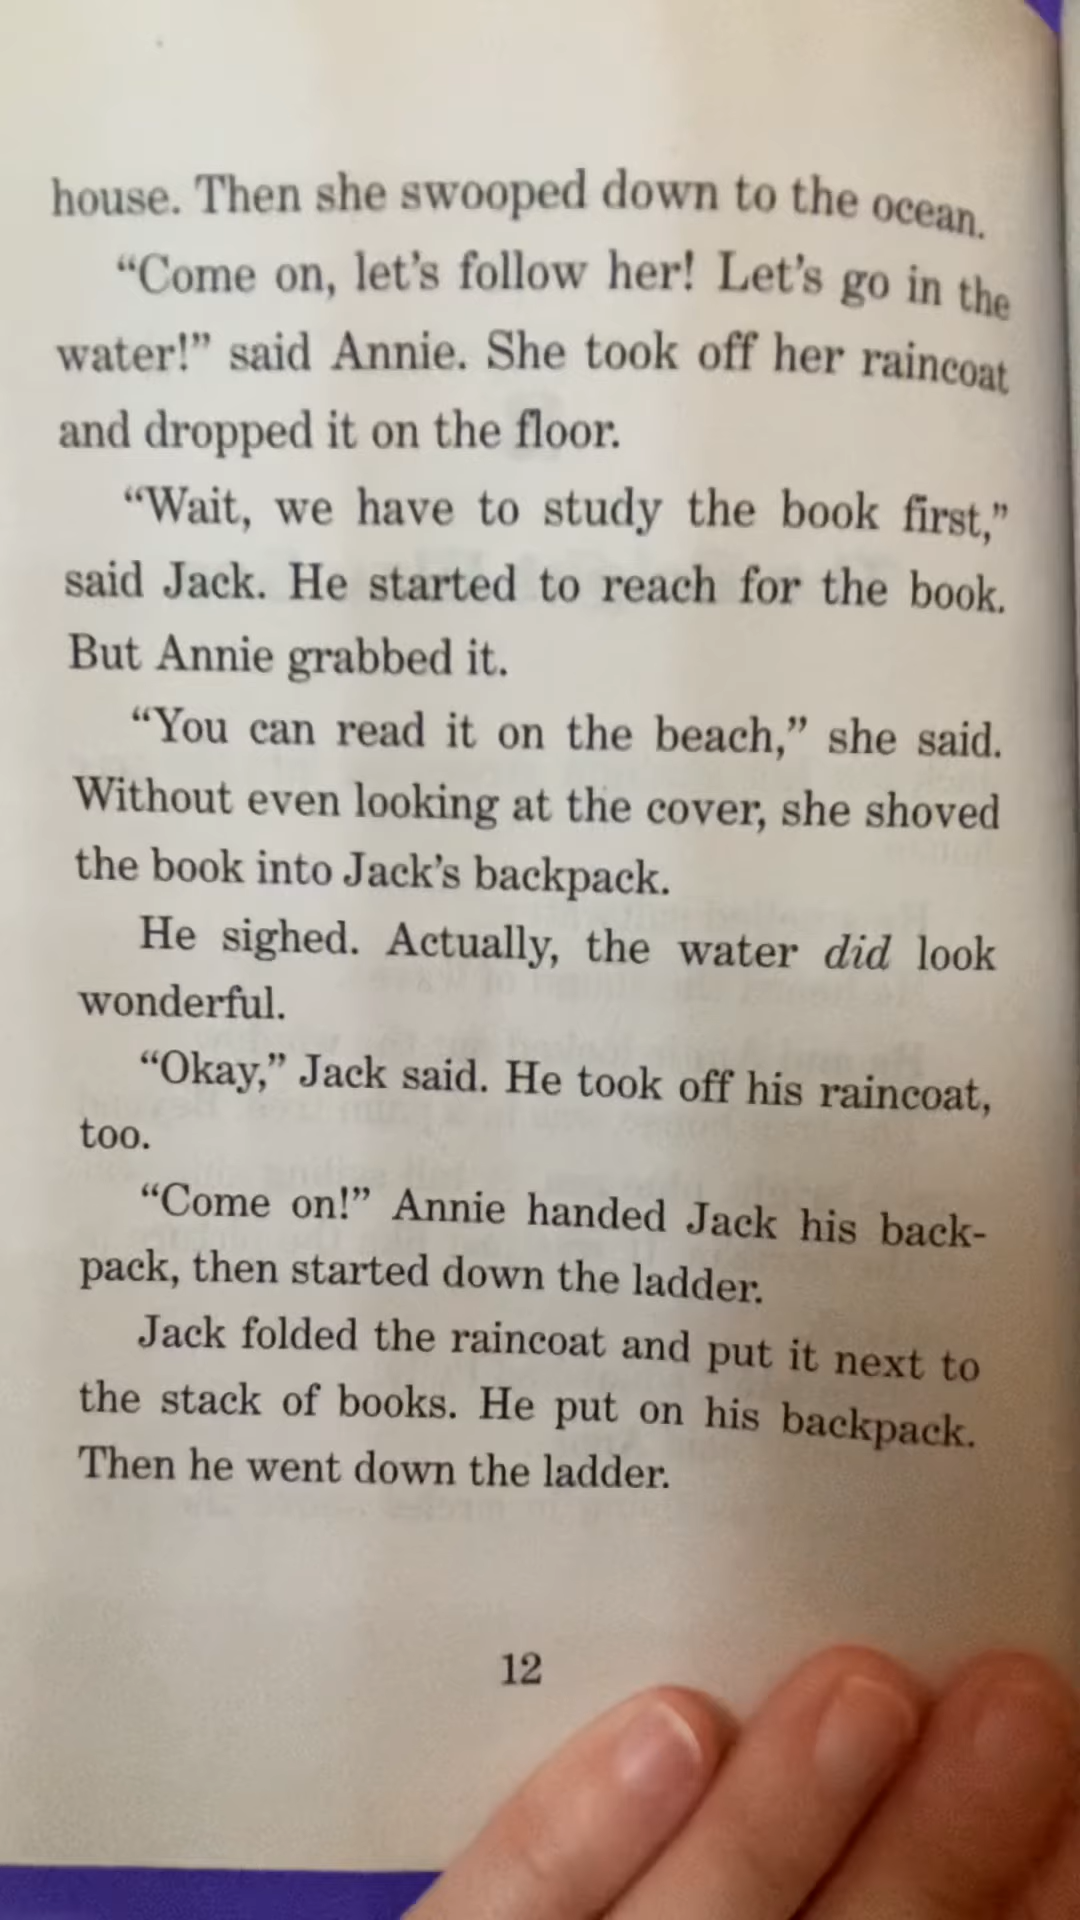 house. Then she swooped down to the ocean.
“Come on, let’s follow her! Let’s go in the
water!” said Annie. She took off her raincoat
and dropped it on the floor.
“Wait, we have to study the book first,”
said Jack. He started to reach for the book.
But Annie grabbed it.
“You can read it on the beach,” she said.
Without even looking at the cover, she shoved
the book into Jack’s backpack.
He sighed. Actually, the water did look
wonderful.
“Okay,” Jack said. He took off his raincoat,
too.
“Come on!” Annie handed Jack his back-
pack, then started down the ladder.
Jack folded the raincoat and put it next to
the stack of books. He put on his backpack.
Then he went down the ladder.
12